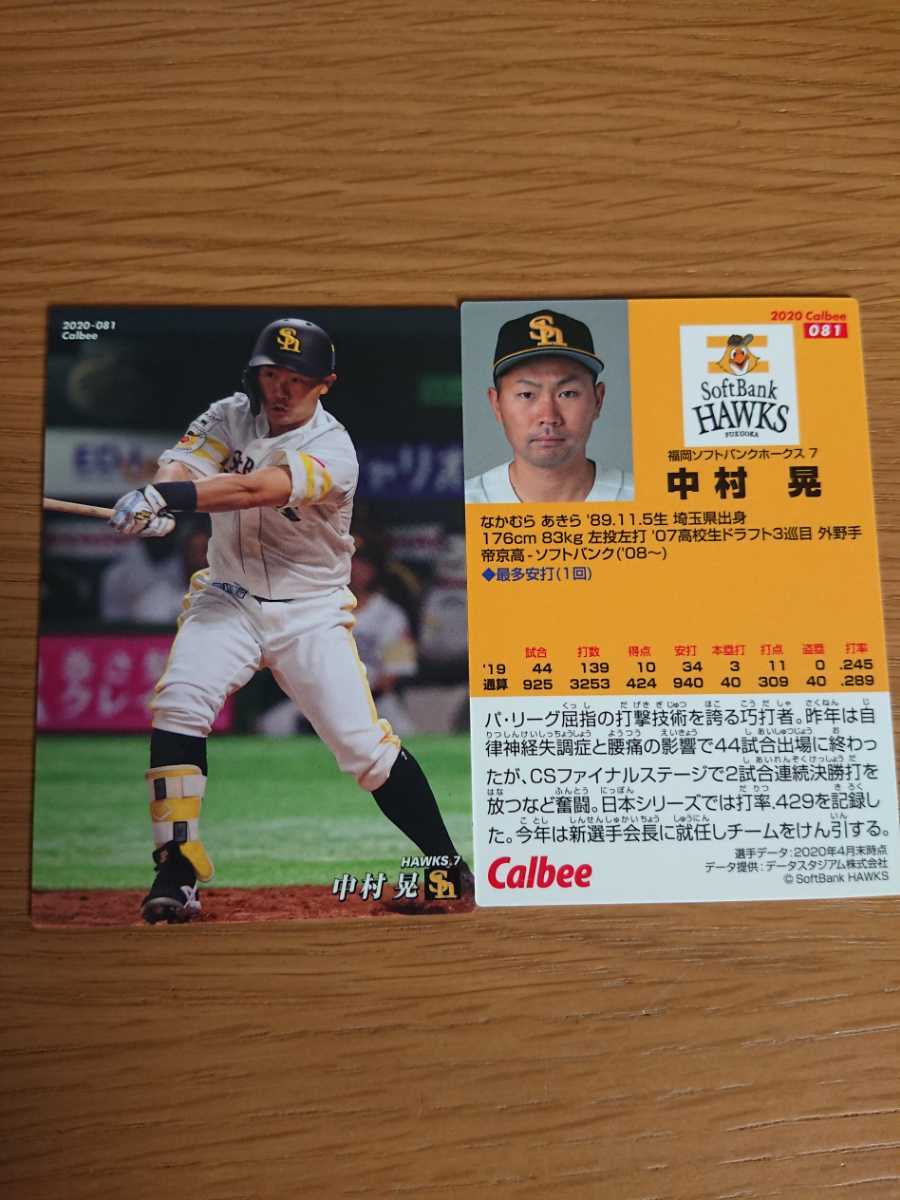 2020-081
Calbee
HAWKS.7
中村 晃
2020 Calbee
081
SoftBank
HAWKS
FUKUOKA
福岡ソフトバンクホークス 7
中村 晃
なかむら あきら '89.11.5生 埼玉県出身
176cm 83kg 左投左打 '07高校生ドラフト3巡目 外野手
帝京高-ソフトバンク('08〜)
◆最多安打(1回)
試合 打数 得点 安打 本塁打 打点 盗塁 打率
'19 44 139 10 34 3 11 0 .245
通算 925 3253 424 940 40 309 40 .289
パ・リーグ屈指の打撃技術を誇る巧打者。昨年は自
律神経失調症と腰痛の影響で44試合出場に終わっ
たが、CSファイナルステージで2試合連続決勝打を
放つなど奮闘。日本シリーズでは打率.429を記録し
た。今年は新選手会長に就任しチームをけん引する。
Calbee
選手データ:2020年4月末時点
データ提供:データスタジアム株式会社
© SoftBank HAWKS